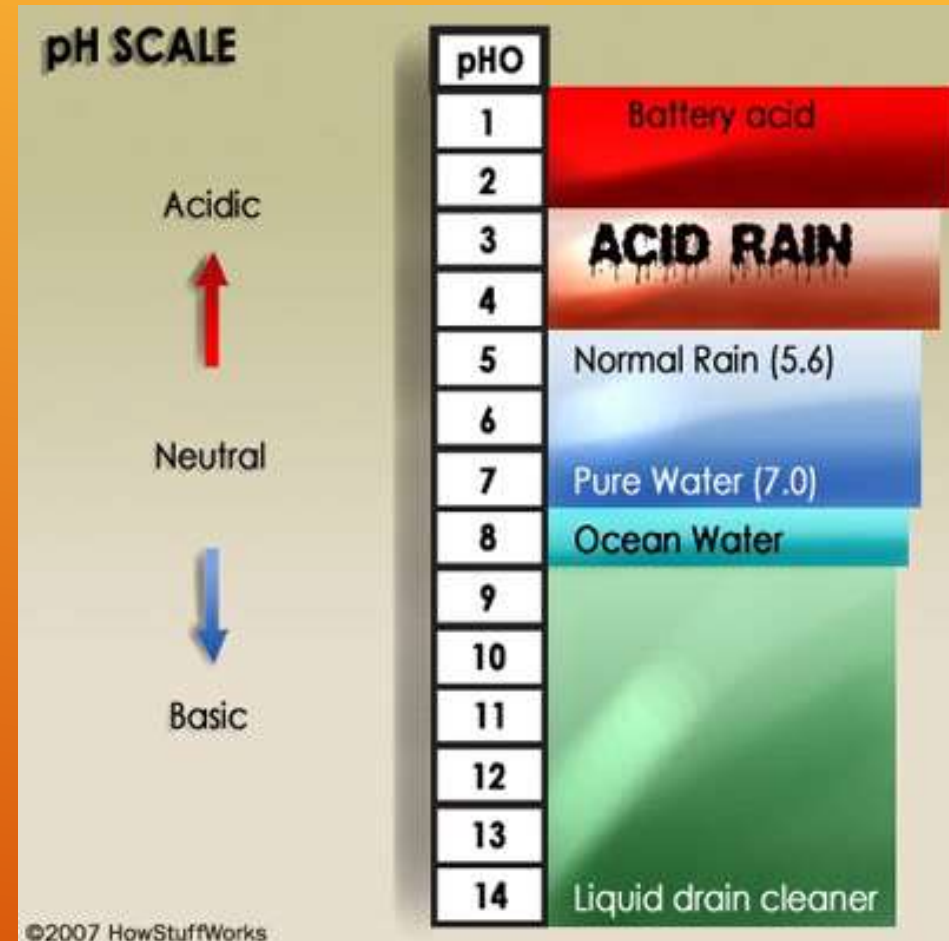 pH SCALE
pHO
1 Battery acid
2
Acidic
3 ACID RAIN
4
5 Normal Rain (5.6)
6
Neutral
7 Pure Water (7.0)
8 Ocean Water
9
10
Basic
11
12
13
14 Liquid drain cleaner
©2007 HowStuffWorks